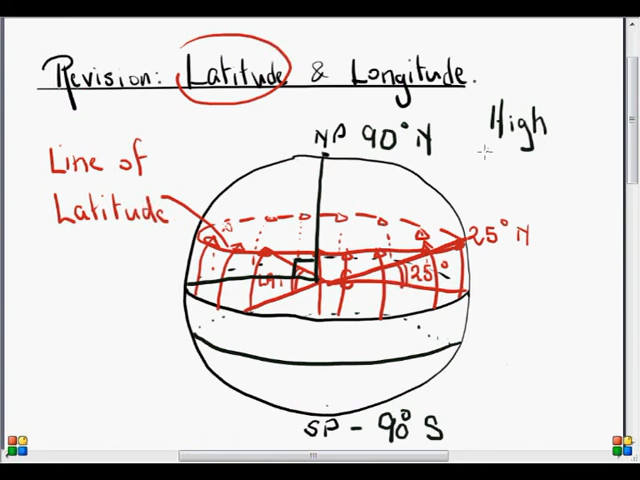 Revision: Latitude & Longitude.
High
NP 90° N
Line of
Latitude
25° N
25°
SP - 90° S